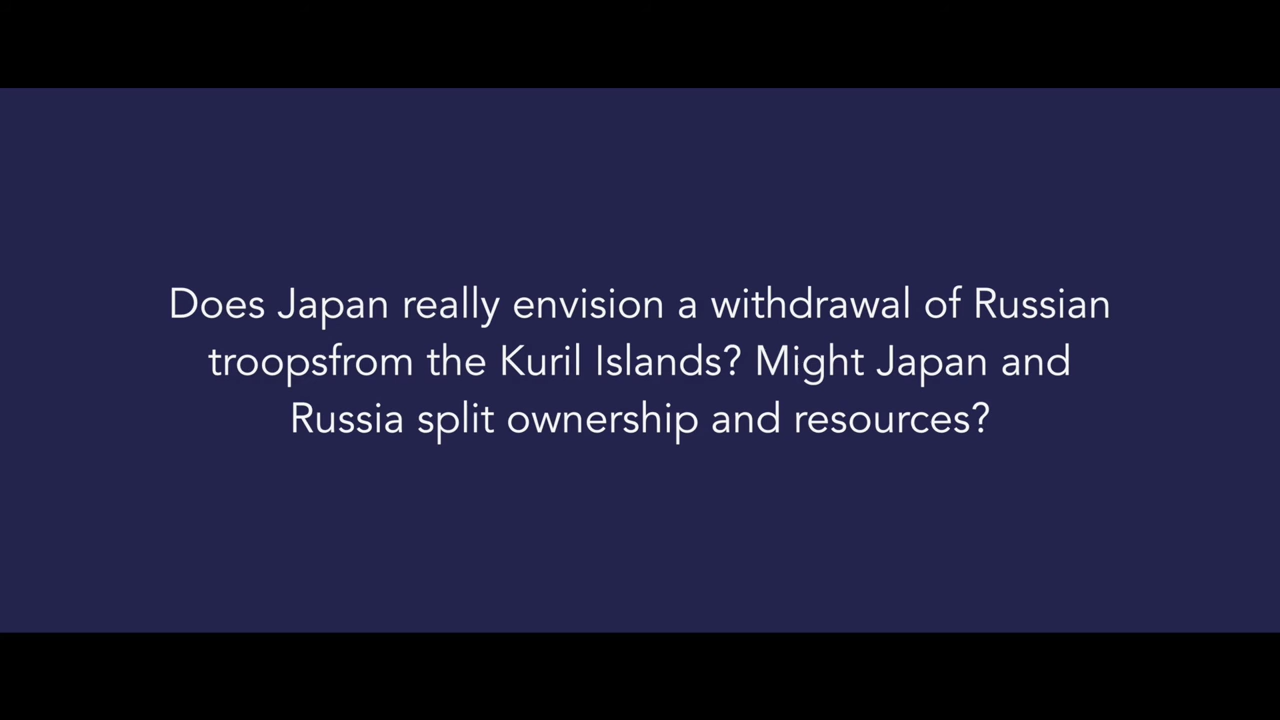 Does Japan really envision a withdrawal of Russian
troopsfrom the Kuril Islands? Might Japan and
Russia split ownership and resources?